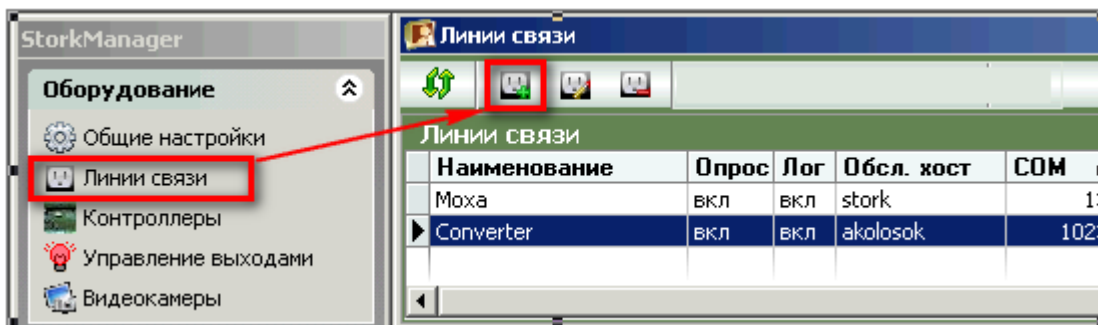 StorkManager
Оборудование
Общие настройки
Линии связи
Контроллеры
Управление выходами
Видеокамеры
Линии связи
Линии связи
Наименование Опрос Лог Обсл. хост COM
Moxa вкл вкл stork
Converter вкл вкл akolosok